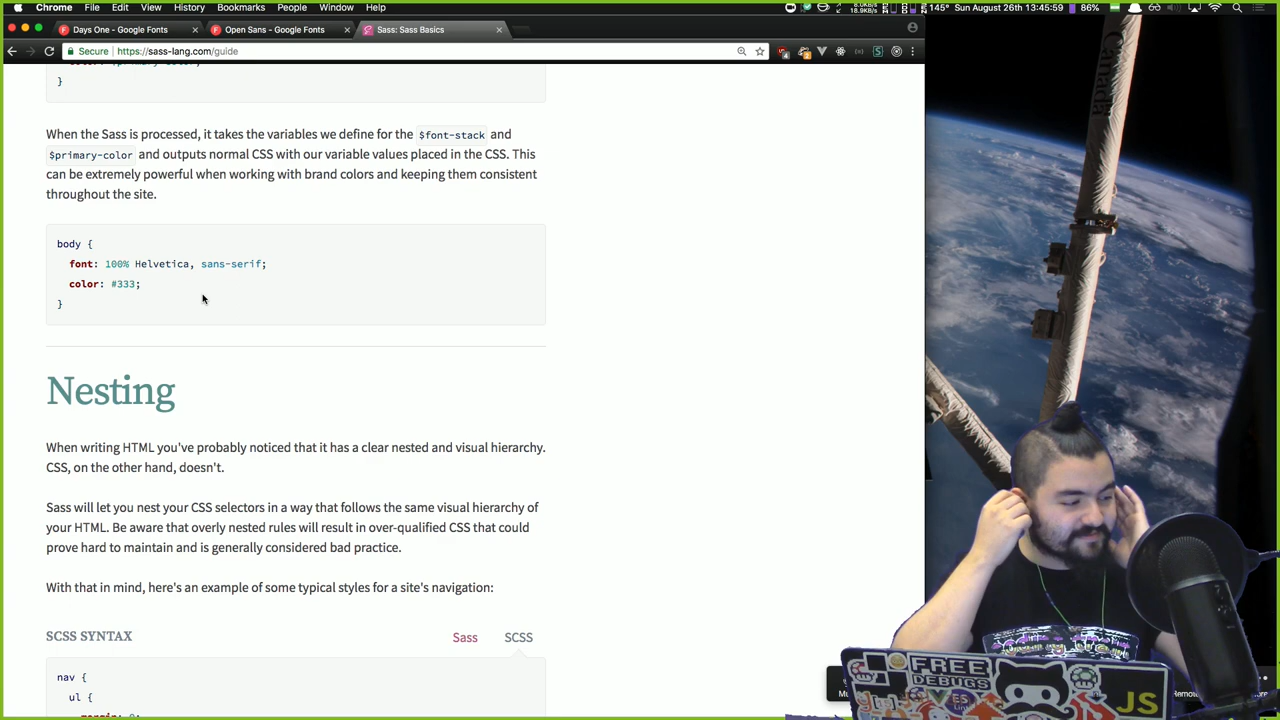 Chrome File Edit View History Bookmarks People Window Help
145° Sun August 26th 13:45:59 86%
Days One - Google Fonts
Open Sans - Google Fonts
Sass: Sass Basics
Secure https://sass-lang.com/guide
}
When the Sass is processed, it takes the variables we define for the $font-stack and
$primary-color and outputs normal CSS with our variable values placed in the CSS. This
can be extremely powerful when working with brand colors and keeping them consistent
throughout the site.
body {
font: 100% Helvetica, sans-serif;
color: #333;
}
Nesting
When writing HTML you've probably noticed that it has a clear nested and visual hierarchy.
CSS, on the other hand, doesn't.
Sass will let you nest your CSS selectors in a way that follows the same visual hierarchy of
your HTML. Be aware that overly nested rules will result in over-qualified CSS that could
prove hard to maintain and is generally considered bad practice.
With that in mind, here's an example of some typical styles for a site's navigation:
SCSS SYNTAX
Sass SCSS
nav {
ul {
Canada
FREE
DEBUGS
JS